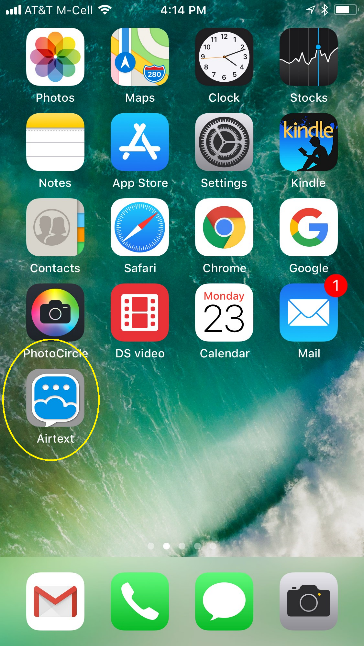 AT&T M-Cell 4:14 PM
280
Photos Maps Clock Stocks
kindle
Notes App Store Settings Kindle
G
Contacts Safari Chrome Google
Monday 1
23
PhotoCircle DS video Calendar Mail
Airtext